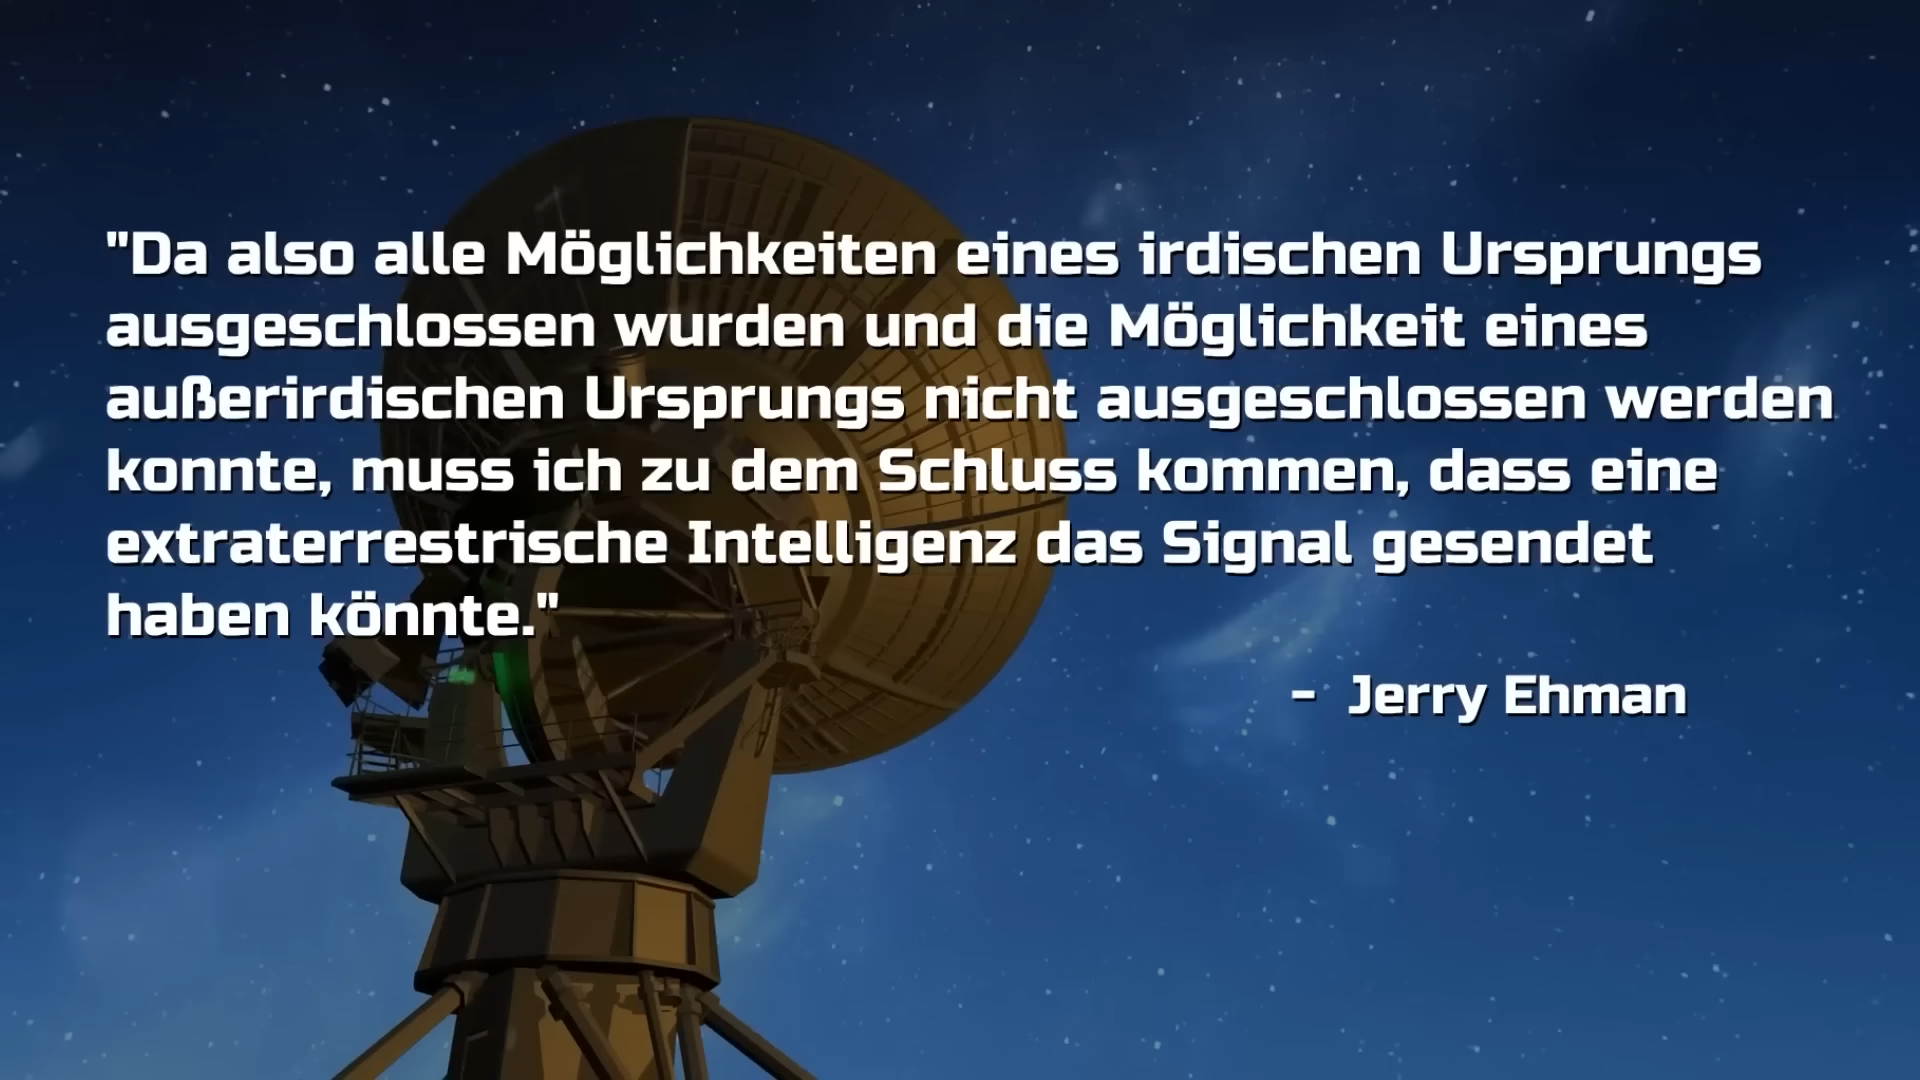 "Da also alle Möglichkeiten eines irdischen Ursprungs
ausgeschlossen wurden und die Möglichkeit eines
außerirdischen Ursprungs nicht ausgeschlossen werden
konnte, muss ich zu dem Schluss kommen, dass eine
extraterrestrische Intelligenz das Signal gesendet
haben könnte."
- Jerry Ehman